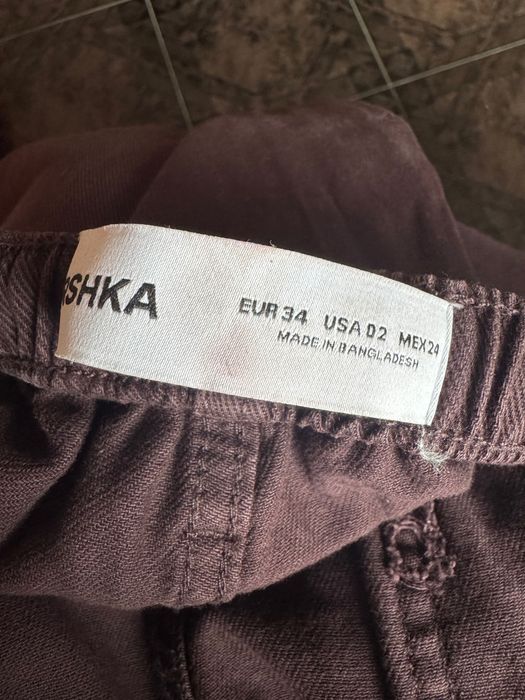 SHKA
EUR 34 USA 02 MEX 24
MADE IN BANGLADESH